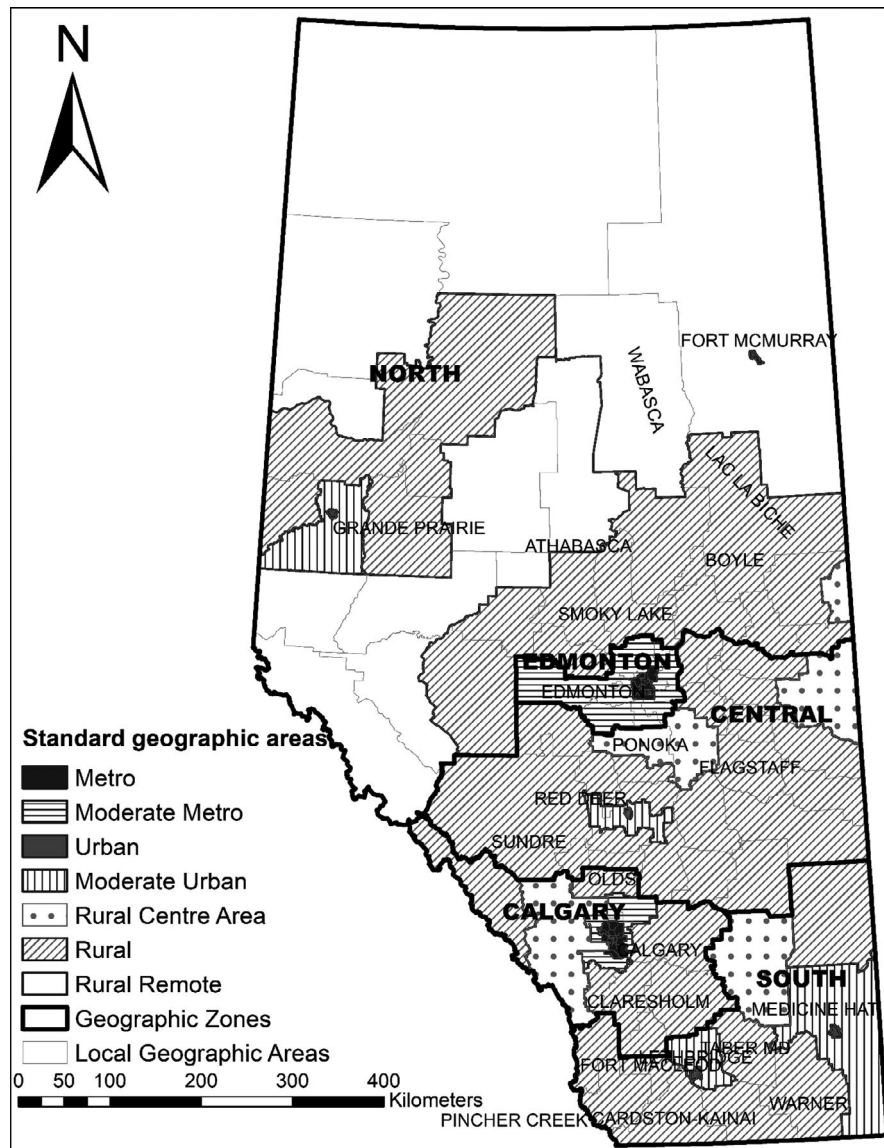 N
FORT MCMURRAY
WABASCA
NORTH
LAC LA BICHE
GRANDE PRAIRIE
ATHABASCA
BOYLE
SMOKY LAKE
EDMONTON
EDMONTON
CENTRAL
PONOKA
FLAGSTAFF
RED DEER
SUNDRE
OLDS
CALGARY
CALGARY
SOUTH
CLARESHOLM
MEDICINE HAT
TABER MD
LETHBRIDGE
FORT MACLEOD
WARNER
PINCHER CREEK
CARDSTON-KAINAI
Standard geographic areas
Metro
Moderate Metro
Urban
Moderate Urban
Rural Centre Area
Rural
Rural Remote
Geographic Zones
Local Geographic Areas
0 50 100 200 300 400
Kilometers